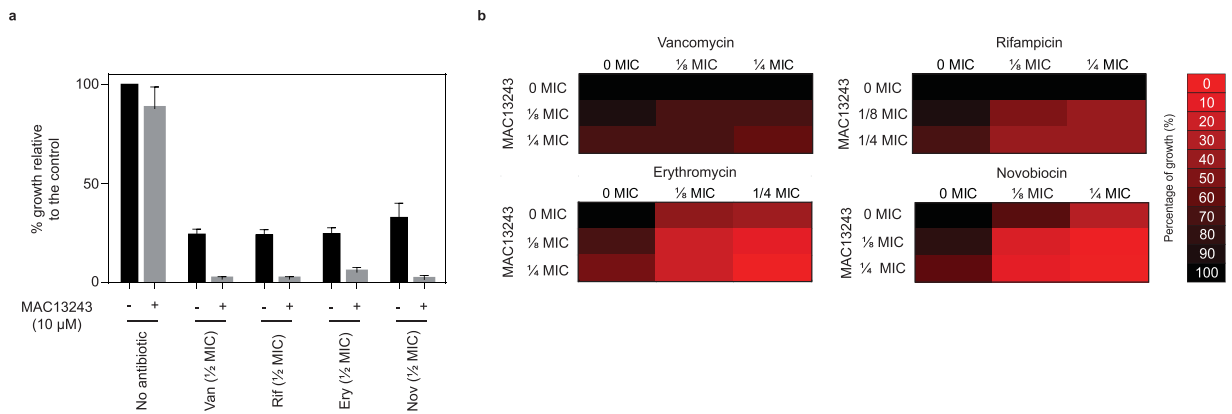 a
100
50
0
% growth relative
to the control
MAC13243
(10 µM)
- + - + - + - + - +
No antibiotic
Van (½ MIC)
Rif (½ MIC)
Ery (½ MIC)
Nov (½ MIC)
b
Vancomycin
0 MIC ⅛ MIC ¼ MIC
MAC13243
0 MIC
⅛ MIC
¼ MIC
Rifampicin
0 MIC ⅛ MIC ¼ MIC
MAC13243
0 MIC
1/8 MIC
1/4 MIC
Erythromycin
0 MIC ⅛ MIC 1/4 MIC
MAC13243
0 MIC
⅛ MIC
¼ MIC
Novobiocin
0 MIC ⅛ MIC ¼ MIC
MAC13243
0 MIC
⅛ MIC
¼ MIC
Percentage of growth (%)
0
10
20
30
40
50
60
70
80
90
100